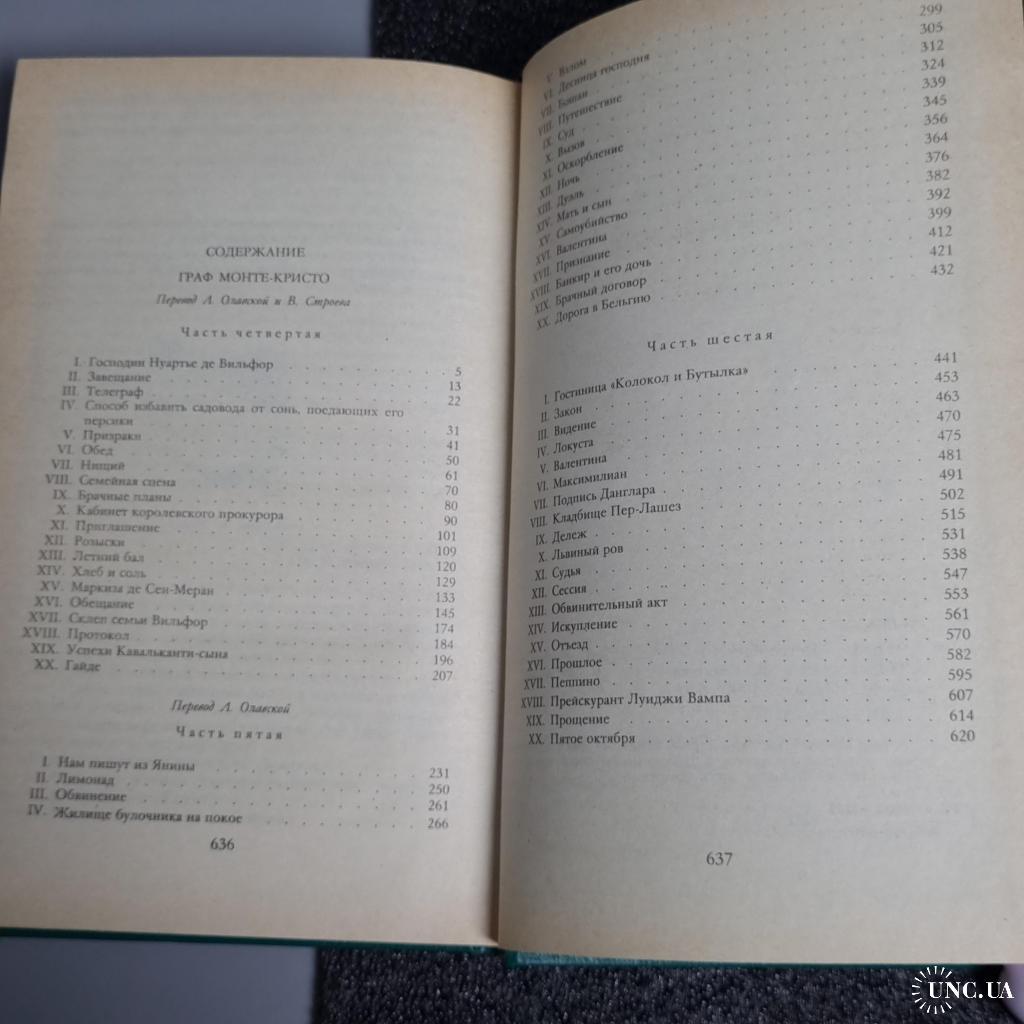 СОДЕРЖАНИЕ
ГРАФ МОНТЕ-КРИСТО
Перевод Л. Олавской и В. Строева
Часть четвертая
I. Господин Нуартье де Вильфор 5
II. Завещание 13
III. Телеграф 22
IV. Способ избавить садовода от сонь, поедающих его
персики 31
V. Призраки 41
VI. Обед 50
VII. Нищий 61
VIII. Семейная сцена 70
IX. Брачные планы 80
X. Кабинет королевского прокурора 90
XI. Приглашение 101
XII. Розыски 109
XIII. Летний бал 120
XIV. Хлеб и соль 129
XV. Маркиза де Сен-Меран 133
XVI. Обещание 145
XVII. Склеп семьи Вильфор 174
XVIII. Протокол 184
XIX. Успехи Кавальканти-сына 196
XX. Гайде 207
Перевод Л. Олавской
Часть пятая
I. Нам пишут из Янины 231
II. Лимонад 250
III. Обвинение 261
IV. Жилище булочника на покое 266
636
V. Взлом
VI. Десница господня 299
VII. Бошан 305
VIII. Путешествие 312
IX. Суд 324
X. Вызов 339
XI. Оскорбление 345
XII. Ночь 356
XIII. Дуэль 364
XIV. Мать и сын 376
XV. Самоубийство 382
XVI. Валентина 392
XVII. Признание 399
XVIII. Банкир и его дочь 412
XIX. Брачный договор 421
XX. Дорога в Бельгию 432
Часть шестая
I. Гостиница «Колокол и Бутылка» 441
II. Закон 453
III. Видение 463
IV. Локуста 470
V. Валентина 475
VI. Максимилиан 481
VII. Подпись Данглара 491
VIII. Кладбище Пер-Лашез 502
IX. Дележ 515
X. Львиный ров 531
XI. Судья 538
XII. Сессия 547
XIII. Обвинительный акт 553
XIV. Искупление 561
XV. Отъезд 570
XVI. Прошлое 582
XVII. Пеппино 595
XVIII. Прейскурант Луиджи Вампа 607
XIX. Прощение 614
XX. Пятое октября 620
637
UNC.UA